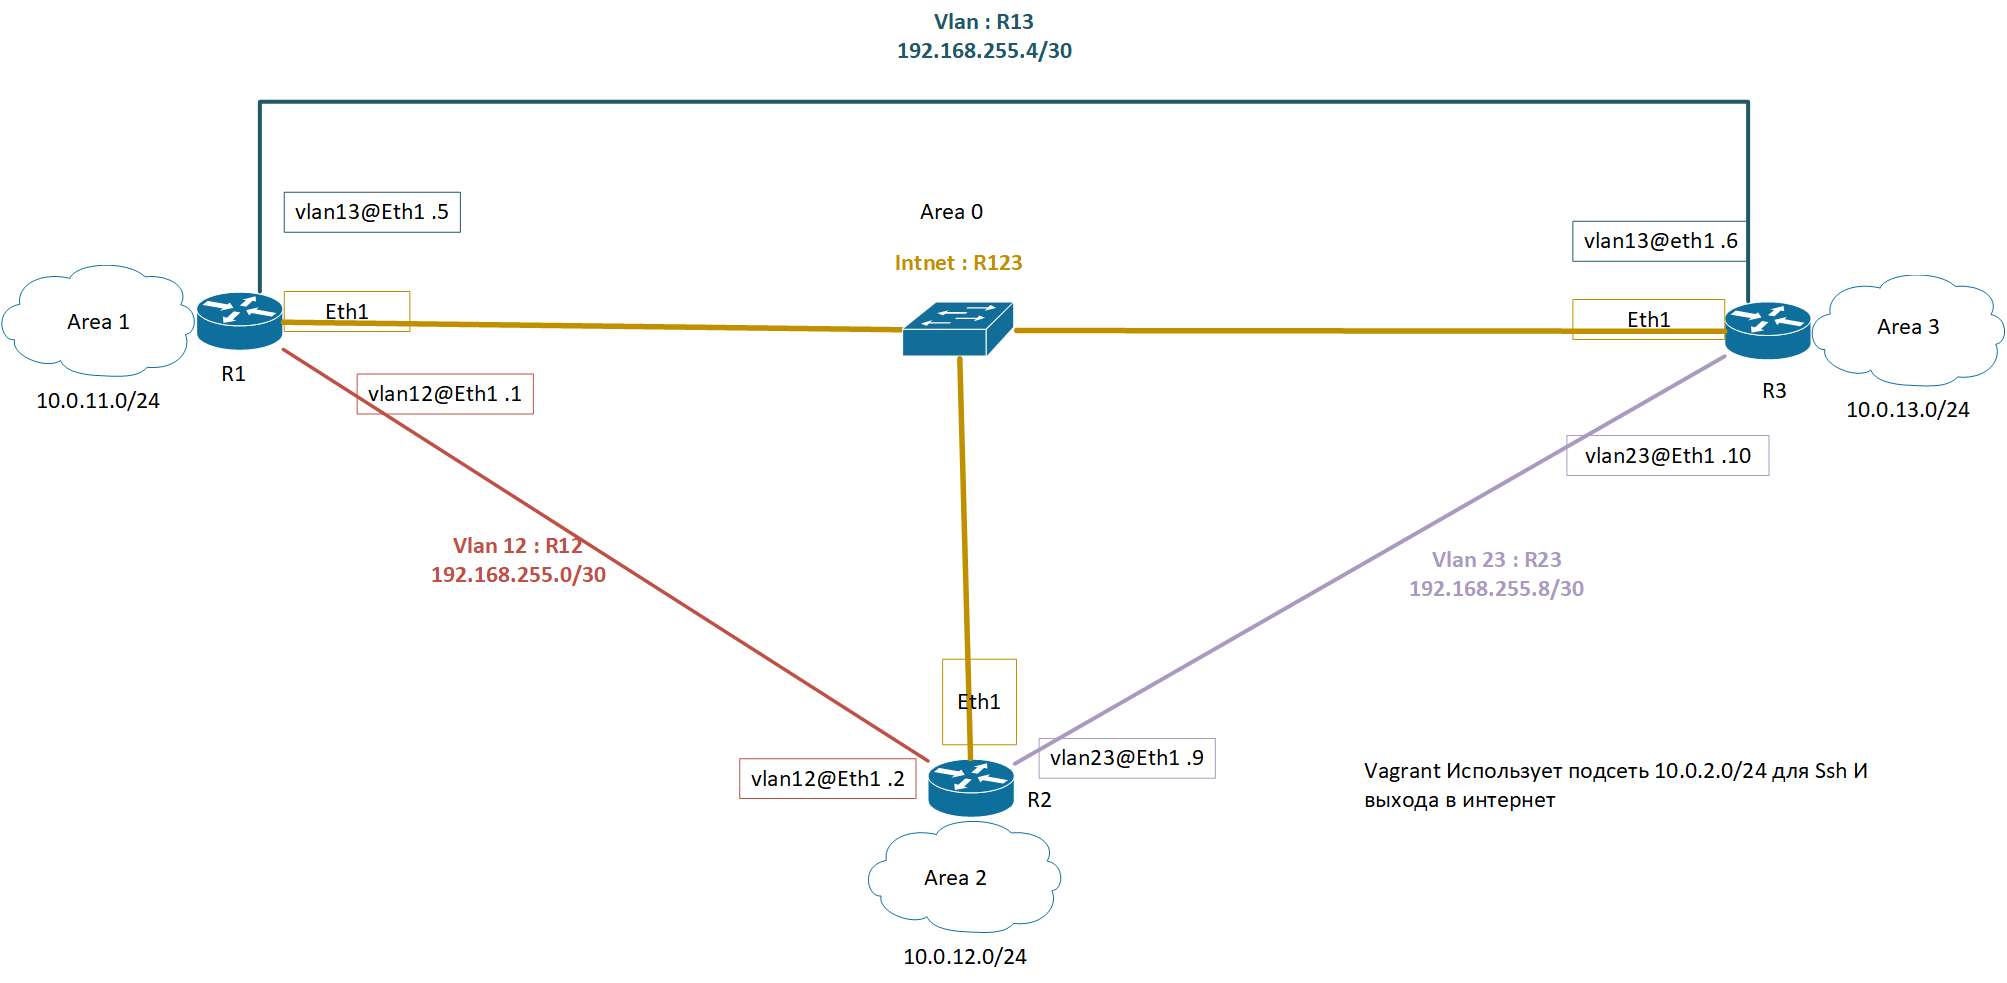 Vlan : R13
192.168.255.4/30
vlan13@Eth1 .5
Area 0
vlan13@eth1 .6
Intnet : R123
Area 1
Eth1
Eth1
Area 3
R1
R3
10.0.11.0/24
vlan12@Eth1 .1
10.0.13.0/24
vlan23@Eth1 .10
Vlan 12 : R12
192.168.255.0/30
Vlan 23 : R23
192.168.255.8/30
Eth1
vlan12@Eth1 .2
vlan23@Eth1 .9
R2
Vagrant Использует подсеть 10.0.2.0/24 для Ssh И
выхода в интернет
Area 2
10.0.12.0/24